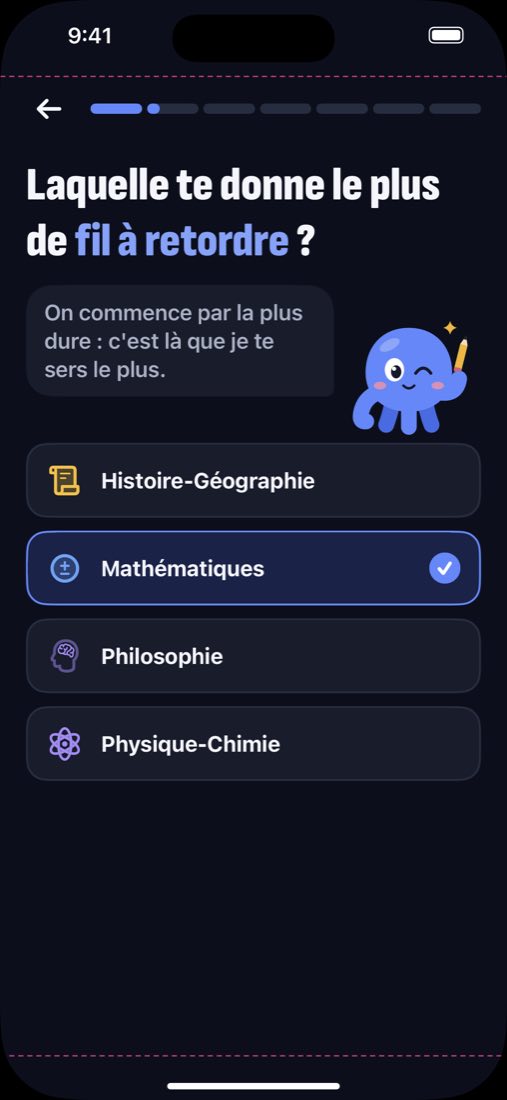 9:41
Laquelle te donne le plus
de fil à retordre ?
On commence par la plus
dure : c'est là que je te
sers le plus.
Histoire-Géographie
Mathématiques
Philosophie
Physique-Chimie